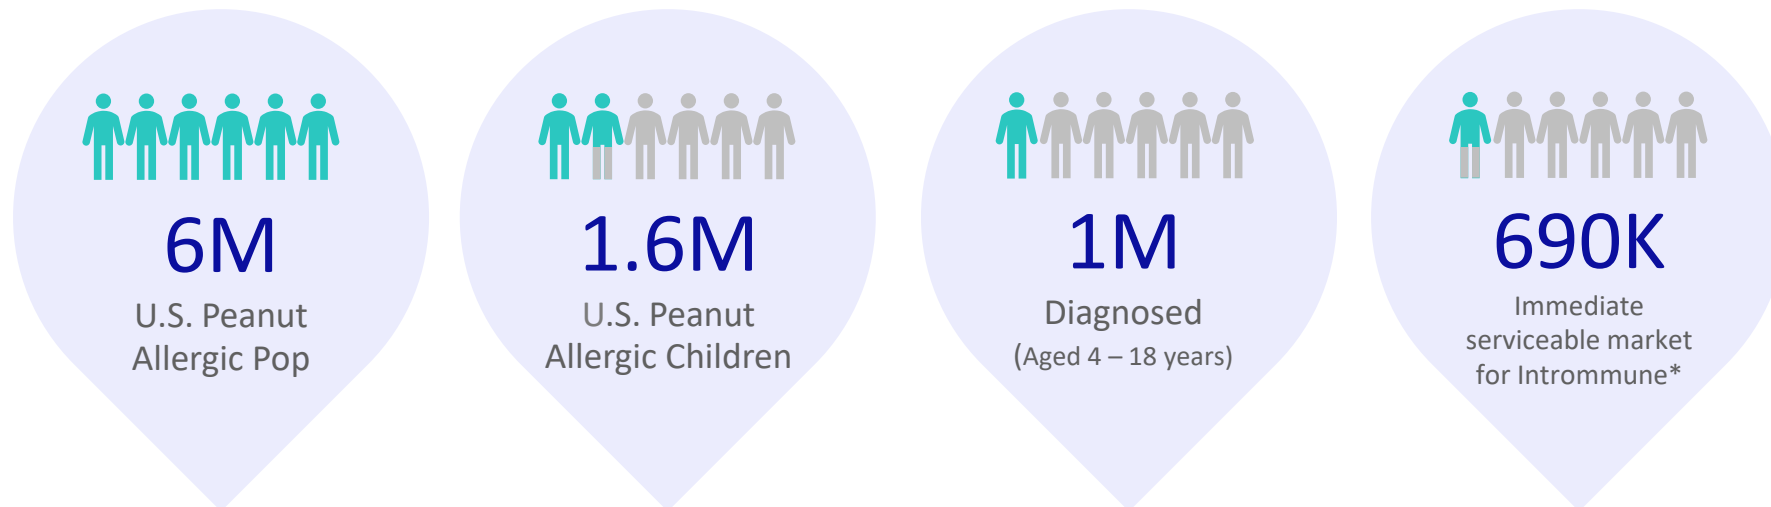 6M
U.S. Peanut
Allergic Pop
1.6M
U.S. Peanut
Allergic Children
1M
Diagnosed
(Aged 4 – 18 years)
690K
Immediate
serviceable market
for Intrommune*